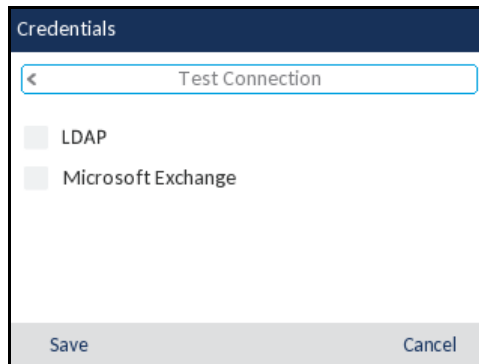 Credentials
< Test Connection
LDAP
Microsoft Exchange
Save Cancel